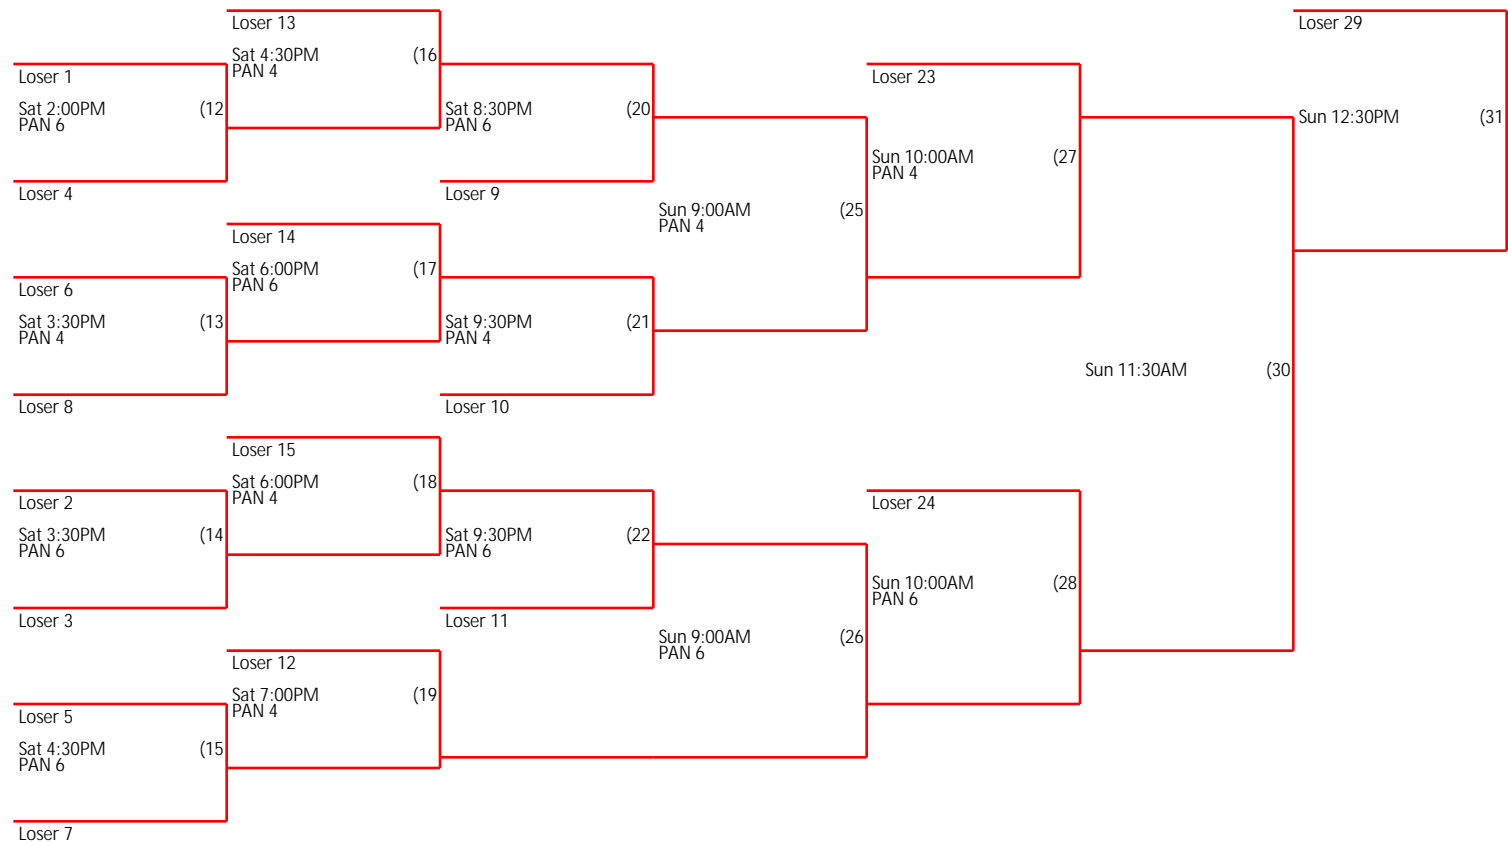 Loser 13
Sat 4:30PM (16
PAN 4
Loser 1
Sat 2:00PM (12
PAN 6
Loser 4
Sat 8:30PM (20
PAN 6
Loser 9
Loser 14
Sat 6:00PM (17
PAN 6
Loser 6
Sat 3:30PM (13
PAN 4
Loser 8
Sat 9:30PM (21
PAN 4
Loser 10
Sun 9:00AM (25
PAN 4
Loser 23
Sun 10:00AM (27
PAN 4
Loser 15
Sat 6:00PM (18
PAN 4
Loser 2
Sat 3:30PM (14
PAN 6
Loser 3
Sat 9:30PM (22
PAN 6
Loser 11
Loser 12
Sat 7:00PM (19
PAN 4
Loser 5
Sat 4:30PM (15
PAN 6
Loser 7
Sun 9:00AM (26
PAN 6
Loser 24
Sun 10:00AM (28
PAN 6
Sun 11:30AM (30
Loser 29
Sun 12:30PM (31